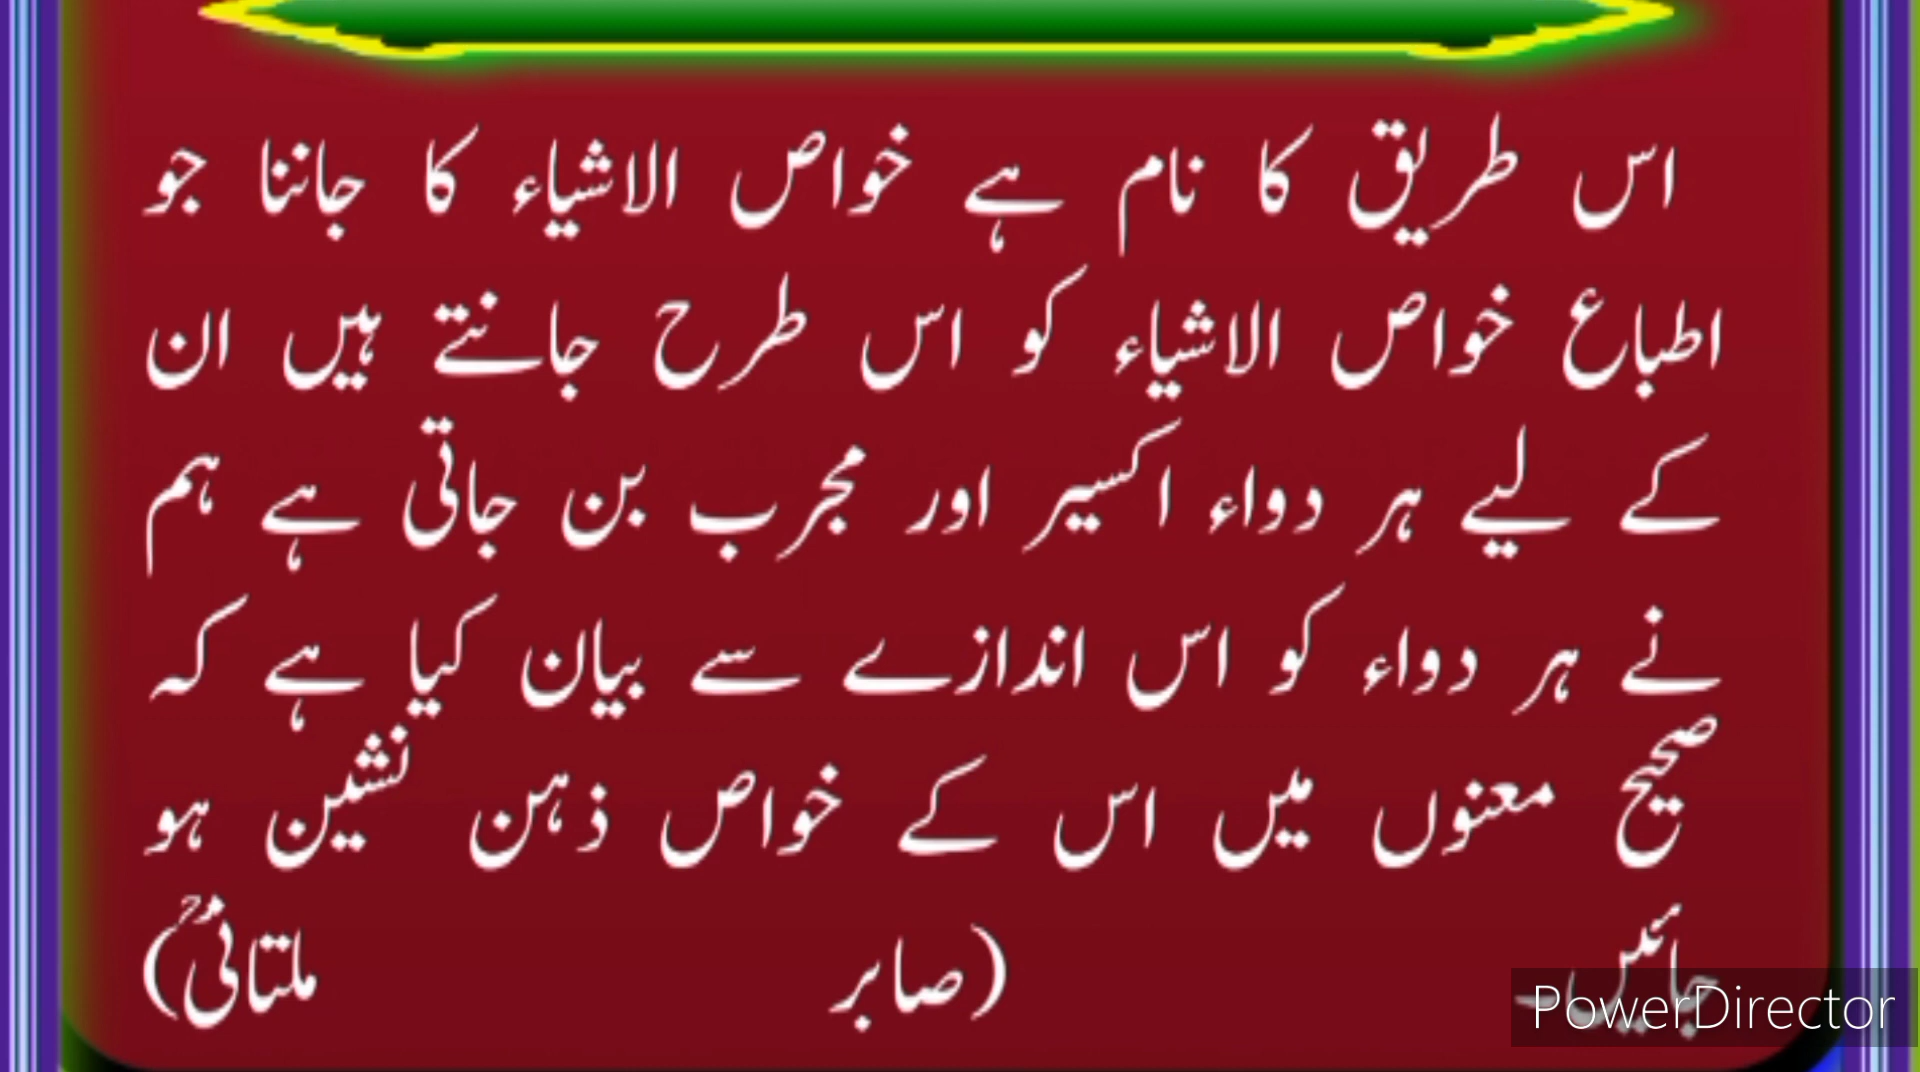 اس طریق کا نام ہے خواص الاشیاء کا جاننا جو
اطباع خواص الاشیاء کو اس طرح جانتے ہیں ان
کے لیے ہر دواء اکسیر اور مجرب بن جاتی ہے ہم
نے ہر دواء کو اس اندازے سے بیان کیا ہے کہ
صحیح معنوں میں اس کے خواص ذہن نشین ہو
جائیں۔ (صابر ملتانیؒ)
PowerDirector